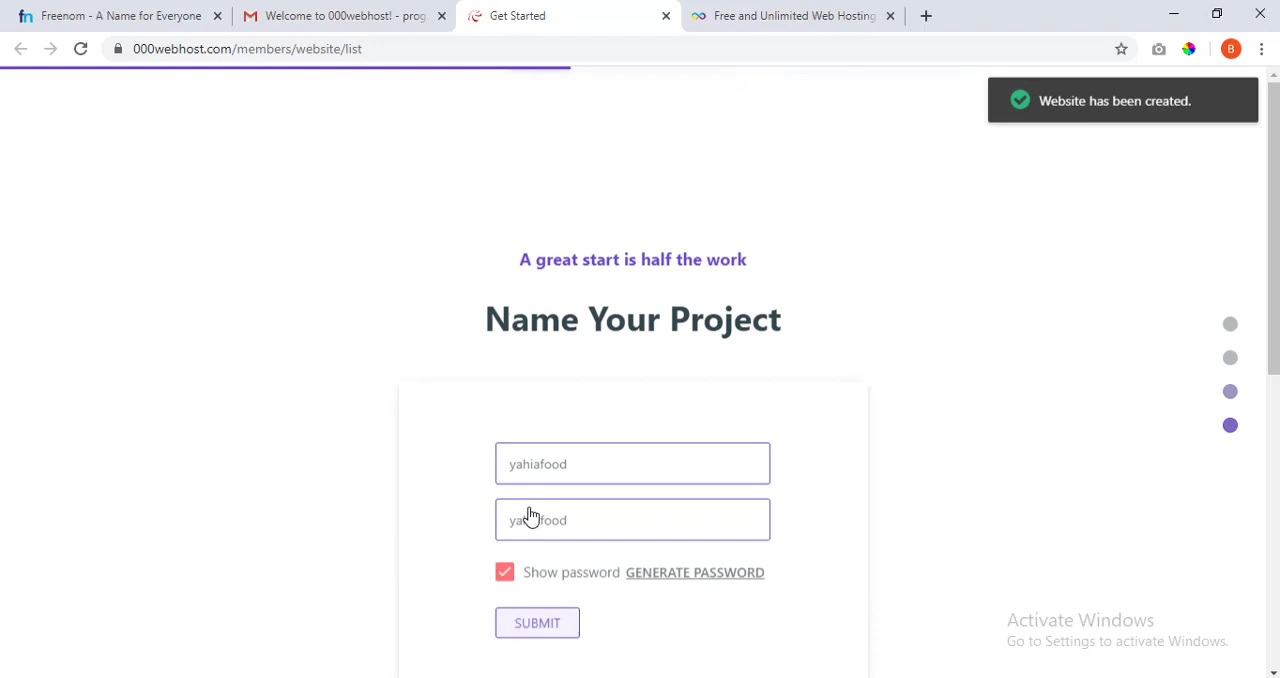 Freenom - A Name for Everyone
Welcome to 000webhost! - prog
Get Started
Free and Unlimited Web Hosting
000webhost.com/members/website/list
B
Website has been created.
A great start is half the work
Name Your Project
yahiafood
yahiafood
Show password GENERATE PASSWORD
SUBMIT
Activate Windows
Go to Settings to activate Windows.